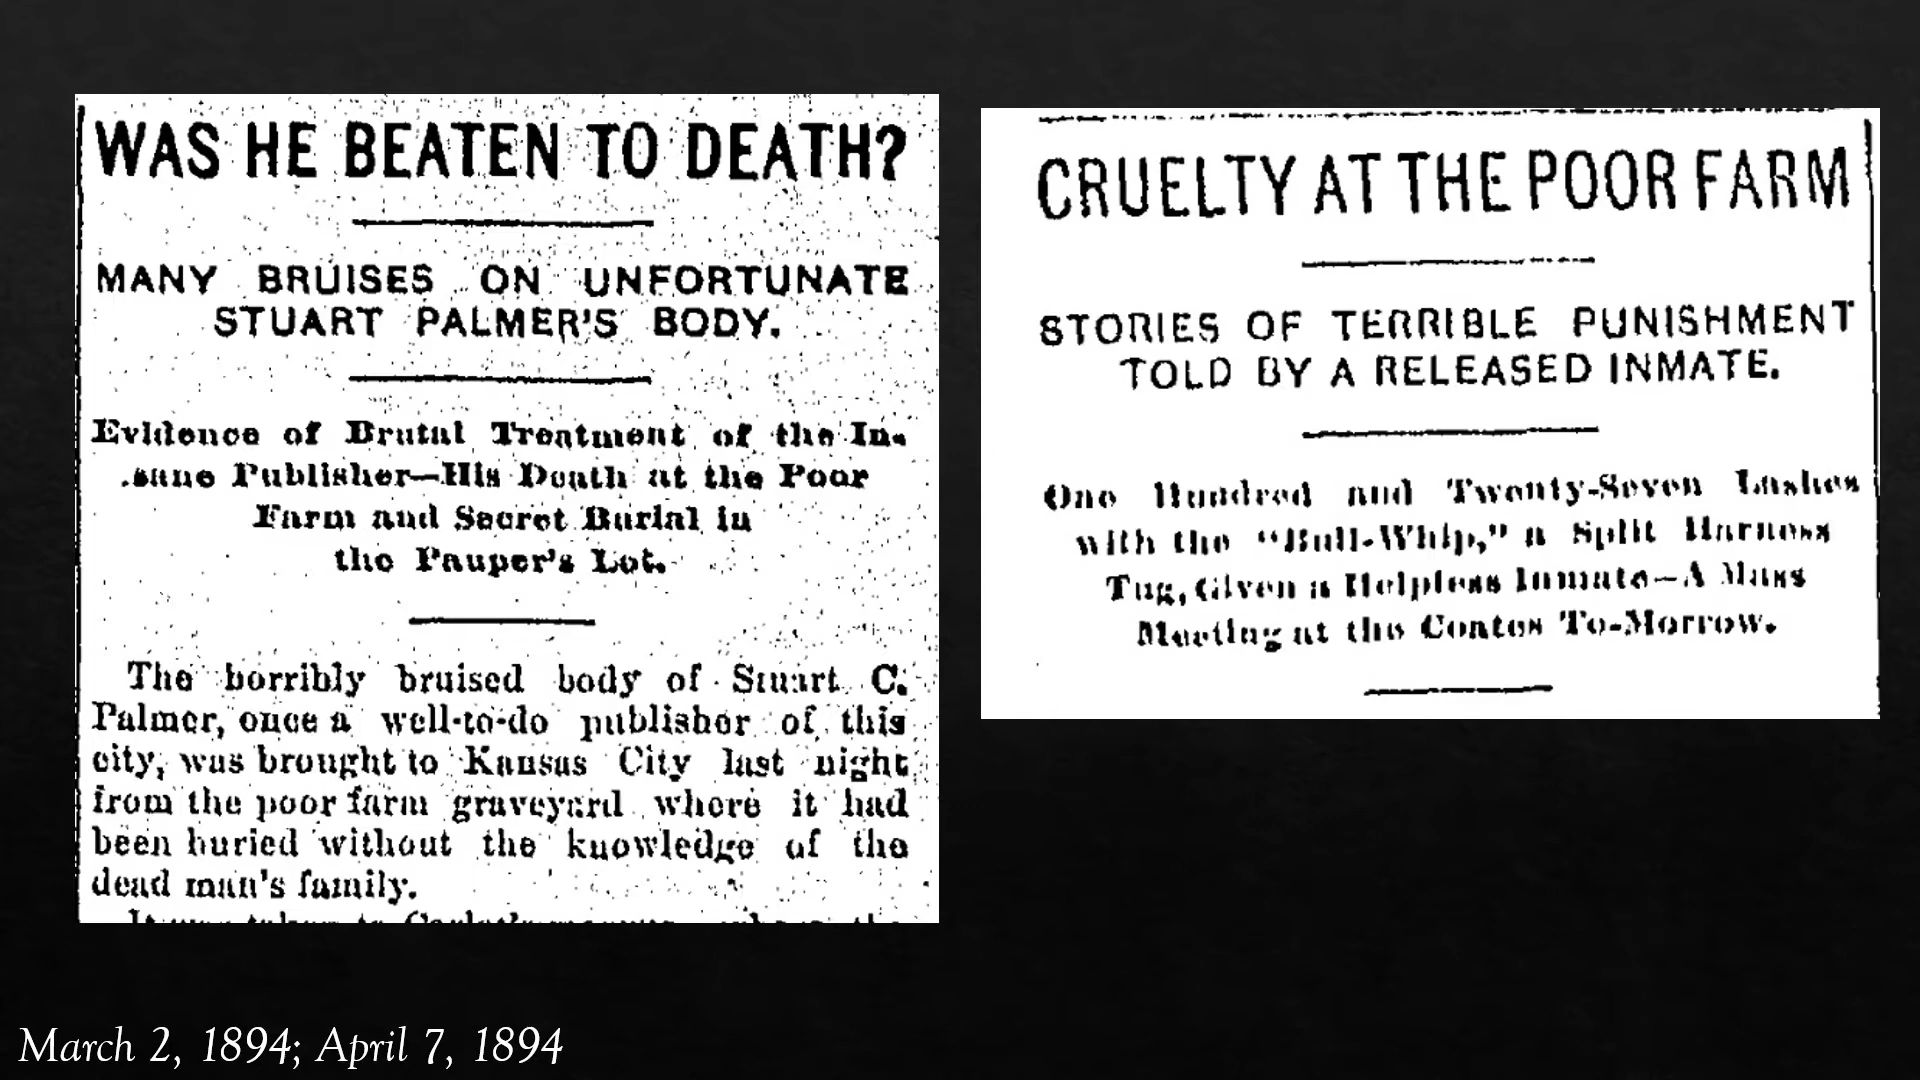 WAS HE BEATEN TO DEATH?
MANY BRUISES ON UNFORTUNATE
STUART PALMER'S BODY.
Evidence of Brutal Treatment of the In-
sane Publisher—His Death at the Poor
Farm and Secret Burial in
the Pauper's Lot.
The horribly bruised body of Stuart C.
Palmer, once a well-to-do publisher of this
city, was brought to Kansas City last night
from the poor farm graveyard where it had
been buried without the knowledge of the
dead man's family.
CRUELTY AT THE POOR FARM
STORIES OF TERRIBLE PUNISHMENT
TOLD BY A RELEASED INMATE.
One Hundred and Twenty-Seven Lashes
with the "Bull-Whip," a Split Harness
Tug, Given a Helpless Inmate—A Mass
Meeting at the Coates To-Morrow.
March 2, 1894; April 7, 1894